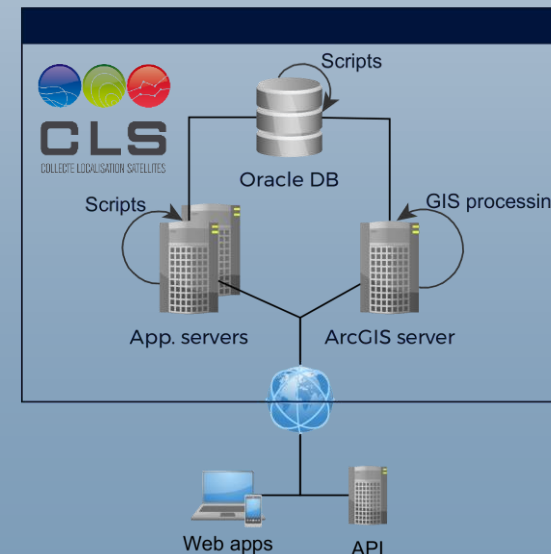 Scripts
CLS
COLLECTE LOCALISATION SATELLITES
Oracle DB
Scripts
GIS processin
App. servers
ArcGIS server
Web apps
API